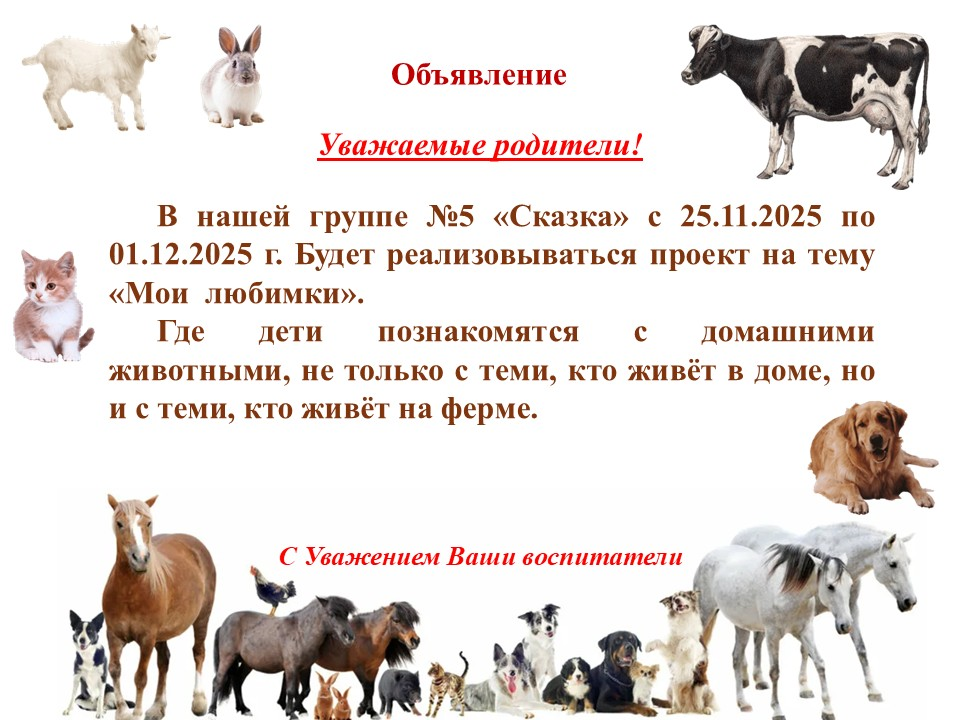 Объявление
Уважаемые родители!
В нашей группе №5 «Сказка» с 25.11.2025 по
01.12.2025 г. Будет реализовываться проект на тему
«Мои любимки».
Где дети познакомятся с домашними
животными, не только с теми, кто живёт в доме, но
и с теми, кто живёт на ферме.
С Уважением Ваши воспитатели